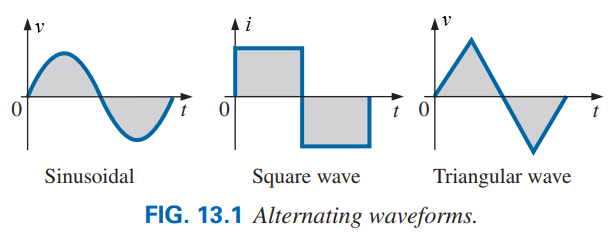 v
i
v
0
t
0
t
0
t
Sinusoidal
Square wave
Triangular wave
FIG. 13.1 Alternating waveforms.